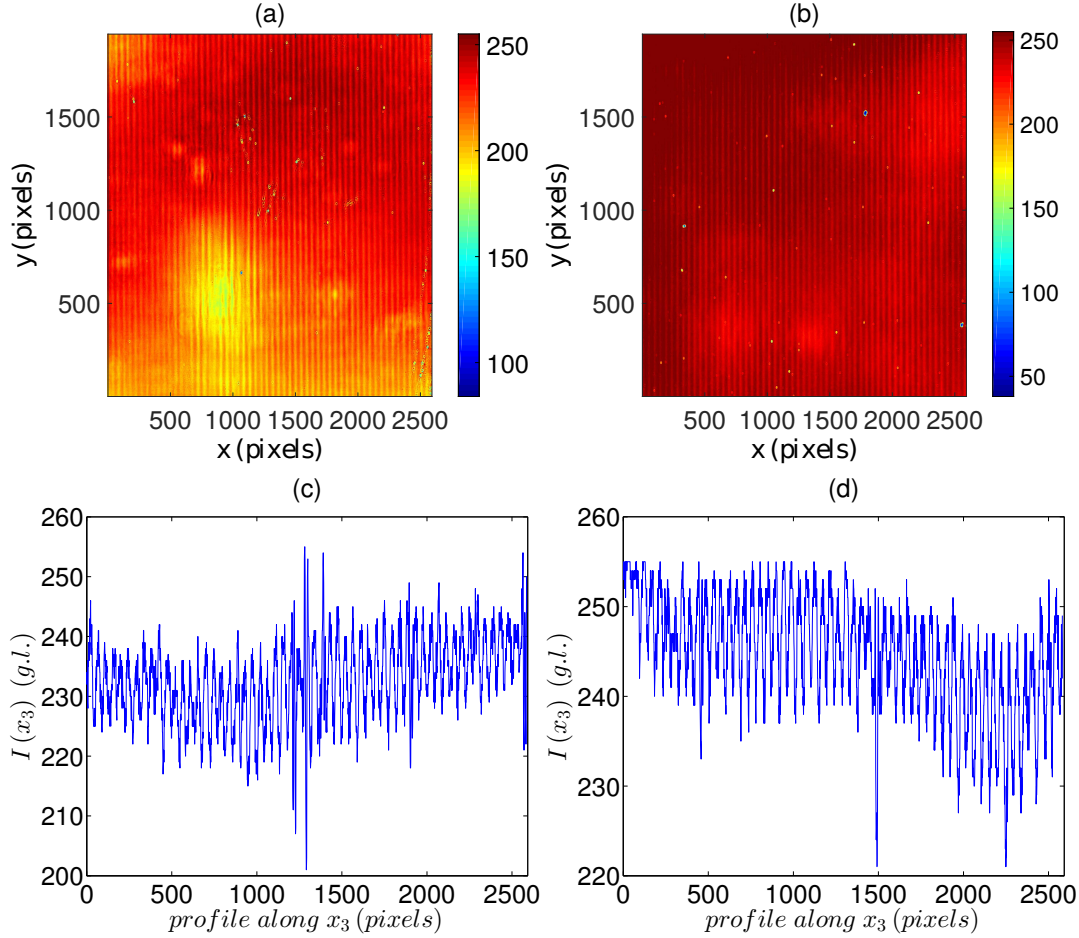 (a)
250
200
150
100
1500
1000
500
y (pixels)
500 1000 1500 2000 2500
x (pixels)
(b)
250
200
150
100
50
1500
1000
500
y (pixels)
500 1000 1500 2000 2500
x (pixels)
(c)
260
250
240
230
220
210
200
I (x₃) (g.l.)
0 500 1000 1500 2000 2500
profile along x₃ (pixels)
(d)
260
250
240
230
220
I (x₃) (g.l.)
0 500 1000 1500 2000 2500
profile along x₃ (pixels)